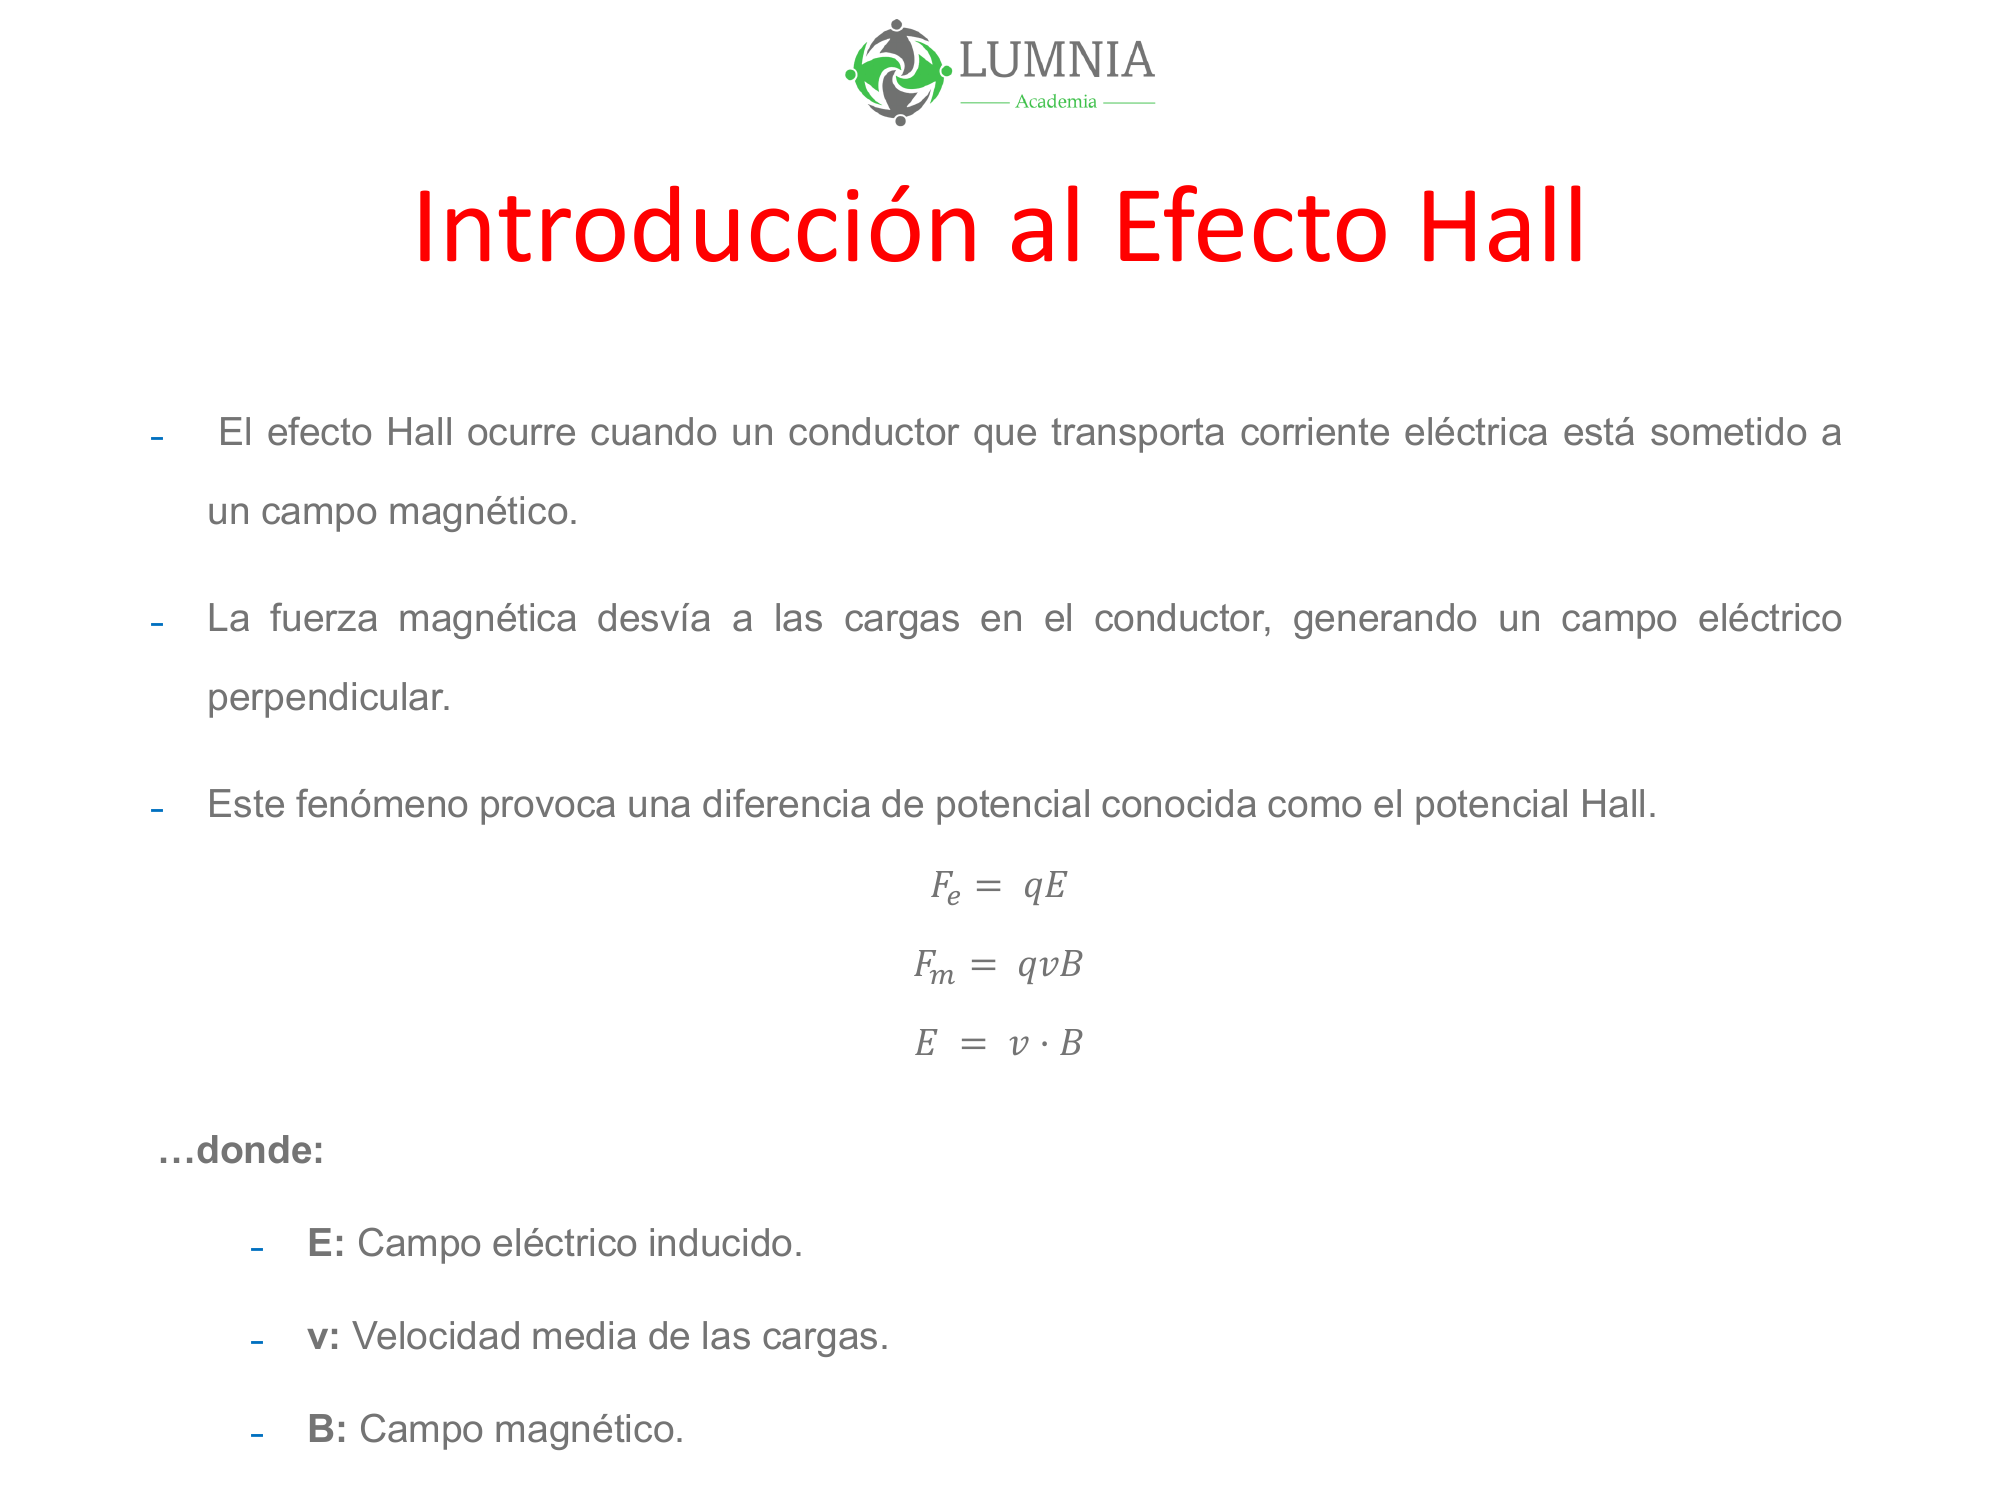 LUMNIA
Academia
Introducción al Efecto Hall
- El efecto Hall ocurre cuando un conductor que transporta corriente eléctrica está sometido a
un campo magnético.
- La fuerza magnética desvía a las cargas en el conductor, generando un campo eléctrico
perpendicular.
- Este fenómeno provoca una diferencia de potencial conocida como el potencial Hall.
Fₑ = qE
Fₘ = qvB
E = v · B
…donde:
- E: Campo eléctrico inducido.
- v: Velocidad media de las cargas.
- B: Campo magnético.